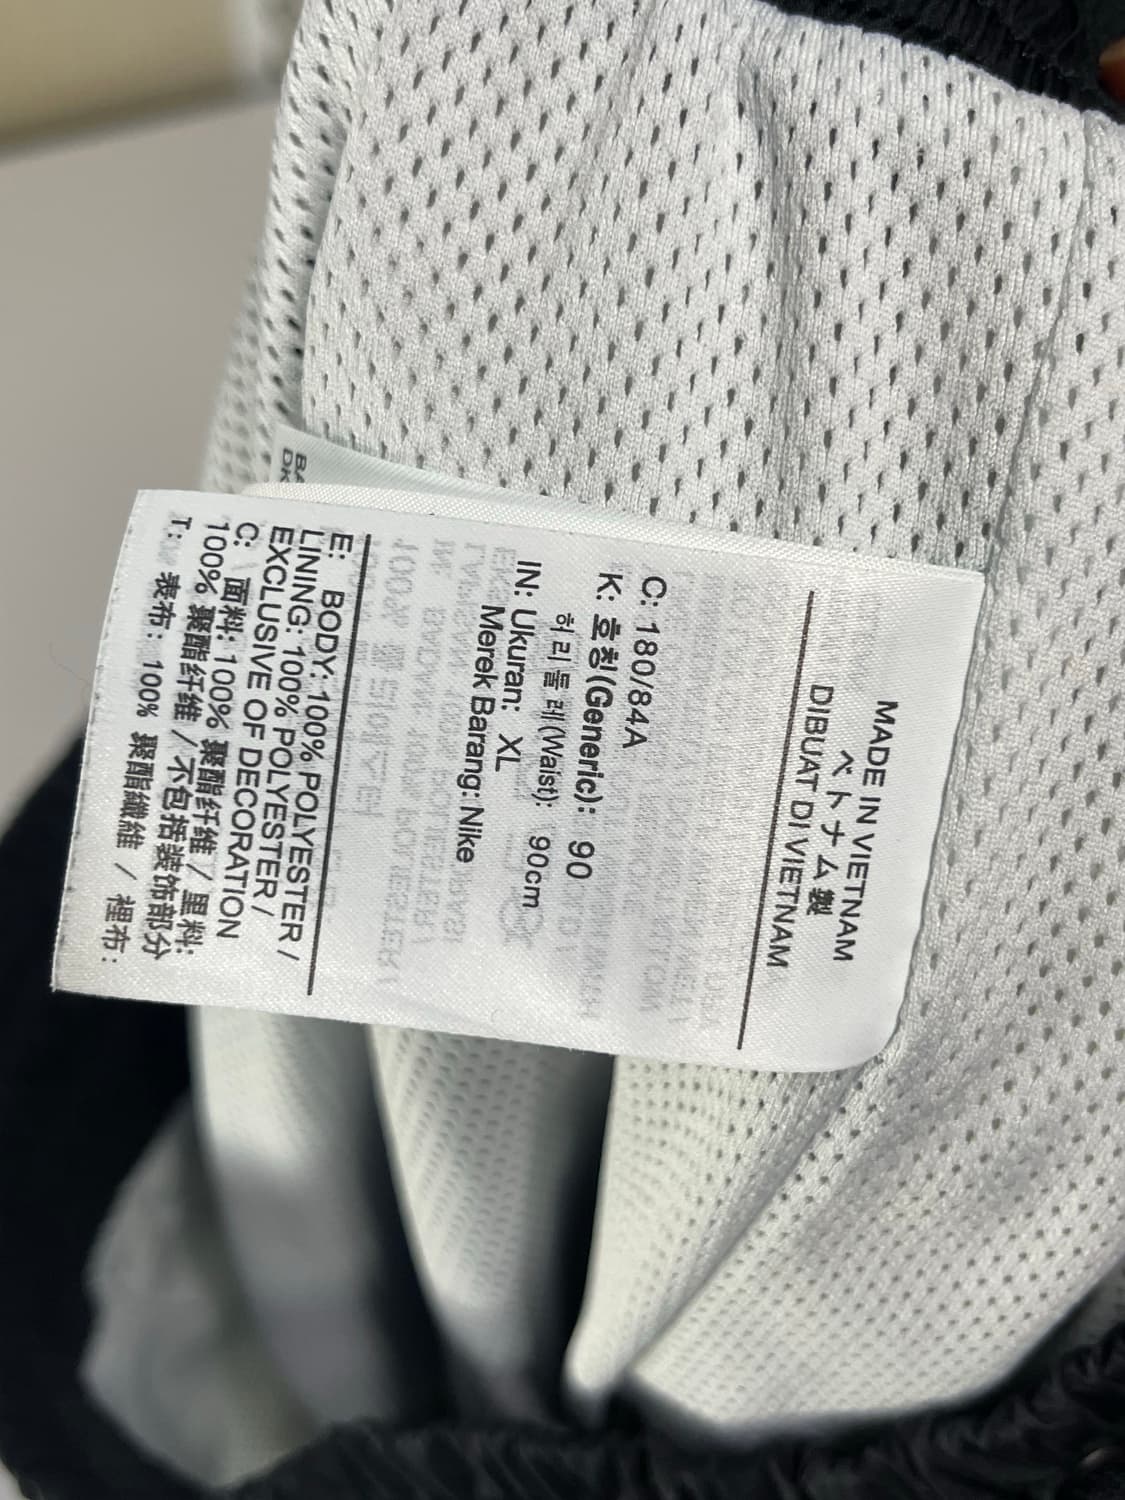 MADE IN VIETNAM
ベトナム製
DIBUAT DI VIETNAM
C: 180/84A
K: 호칭(Generic): 90
허리둘레(Waist): 90cm
IN: Ukuran: XL
Merek Barang: Nike
E: BODY: 100% POLYESTER /
LINING: 100% POLYESTER /
EXCLUSIVE OF DECORATION
C: 面料: 100% 聚酯纤维 / 里料:
100% 聚酯纤维 / 不包括装饰部分
T: 表布: 100% 聚酯纖維 / 裡布: